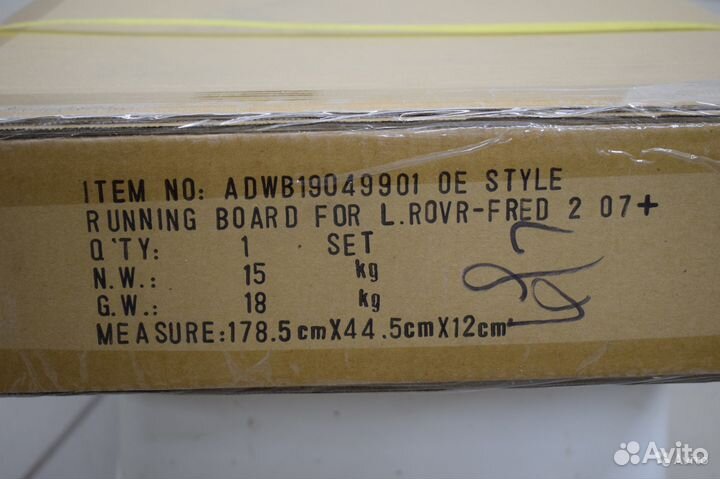 ITEM NO: ADWB19049901 OE STYLE
RUNNING BOARD FOR L.ROVR-FRED 2 07+
Q'TY: 1 SET
N.W.: 15 kg
G.W.: 18 kg
MEASURE:178.5cmX44.5cmX12cm
Avito